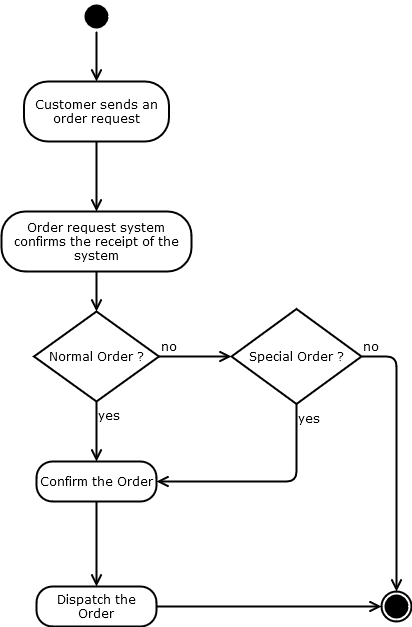 Customer sends an
order request
Order request system
confirms the receipt of the
system
Normal Order ?
no
Special Order ?
no
yes
yes
Confirm the Order
Dispatch the
Order